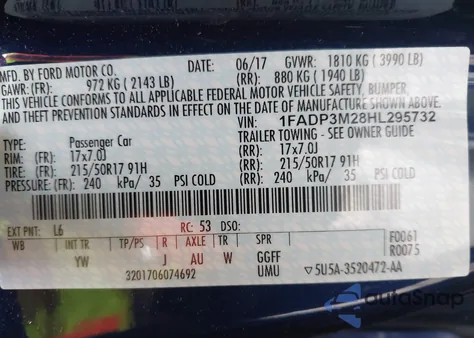 MFD. BY FORD MOTOR CO. DATE: 06/17 GVWR: 1810 KG ( 3990 LB)
GAWR: (FR): 972 KG ( 2143 LB) (RR): 880 KG ( 1940 LB)
THIS VEHICLE CONFORMS TO ALL APPLICABLE FEDERAL MOTOR VEHICLE SAFETY, BUMPER,
AND THEFT PREVENTION STANDARDS IN EFFECT ON THE DATE OF MANUFACTURE SHOWN ABOVE.
VIN: 1FADP3M28HL295732
TYPE: Passenger Car TRAILER TOWING - SEE OWNER GUIDE
RIM: (FR): 17x7.0J (RR): 17x7.0J
TIRE: (FR): 215/50R17 91H (RR): 215/50R17 91H
PRESSURE: (FR): 240 kPa/ 35 PSI COLD (RR): 240 kPa/ 35 PSI COLD
EXT PNT: L6 RC: 53 DSO: F0061
WB INT TR TP/PS R AXLE TR SPR R0075
YW J AU W GGFF
3201706074692 UMU ▽5U5A-3520472-AA
autoSnap